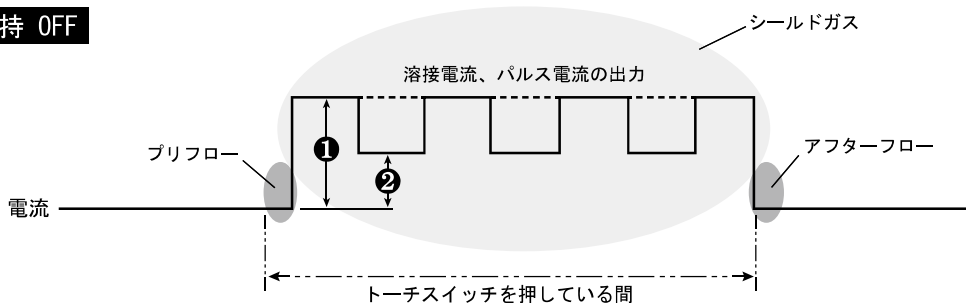 持 OFF
シールドガス
溶接電流、パルス電流の出力
プリフロー
❶
アフターフロー
❷
電流
トーチスイッチを押している間